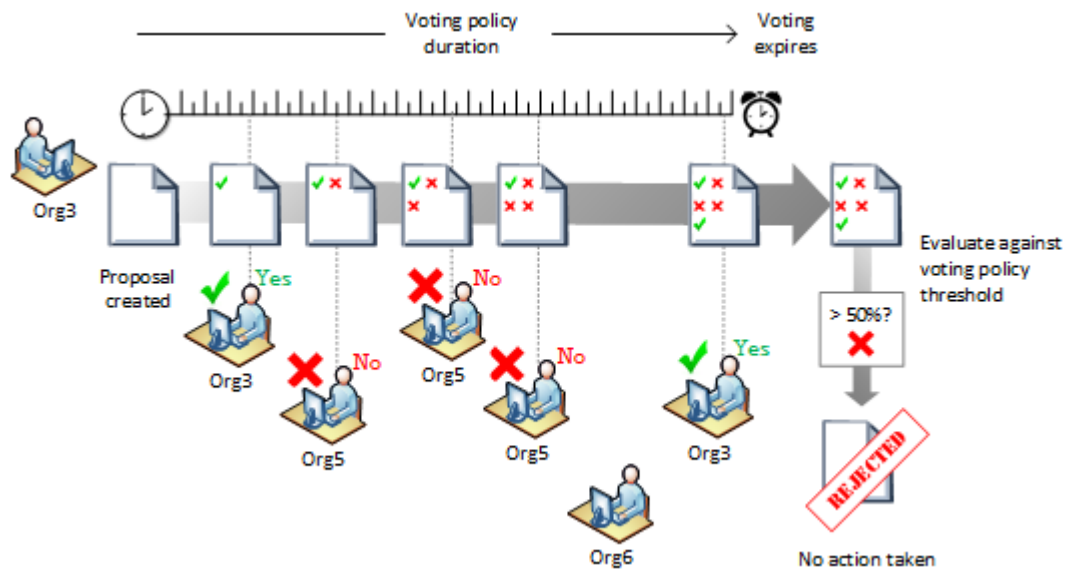 Voting policy
duration
Voting
expires
Org3
Proposal
created
Yes
Org3
No
Org5
No
Org5
No
Org5
Yes
Org3
Org6
Evaluate against
voting policy
threshold
> 50%?
REJECTED
No action taken